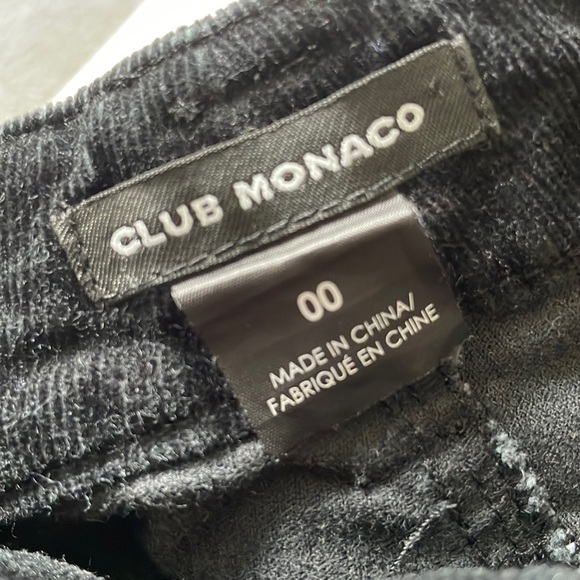 CLUB MONACO
00
MADE IN CHINA/
FABRIQUÉ EN CHINE